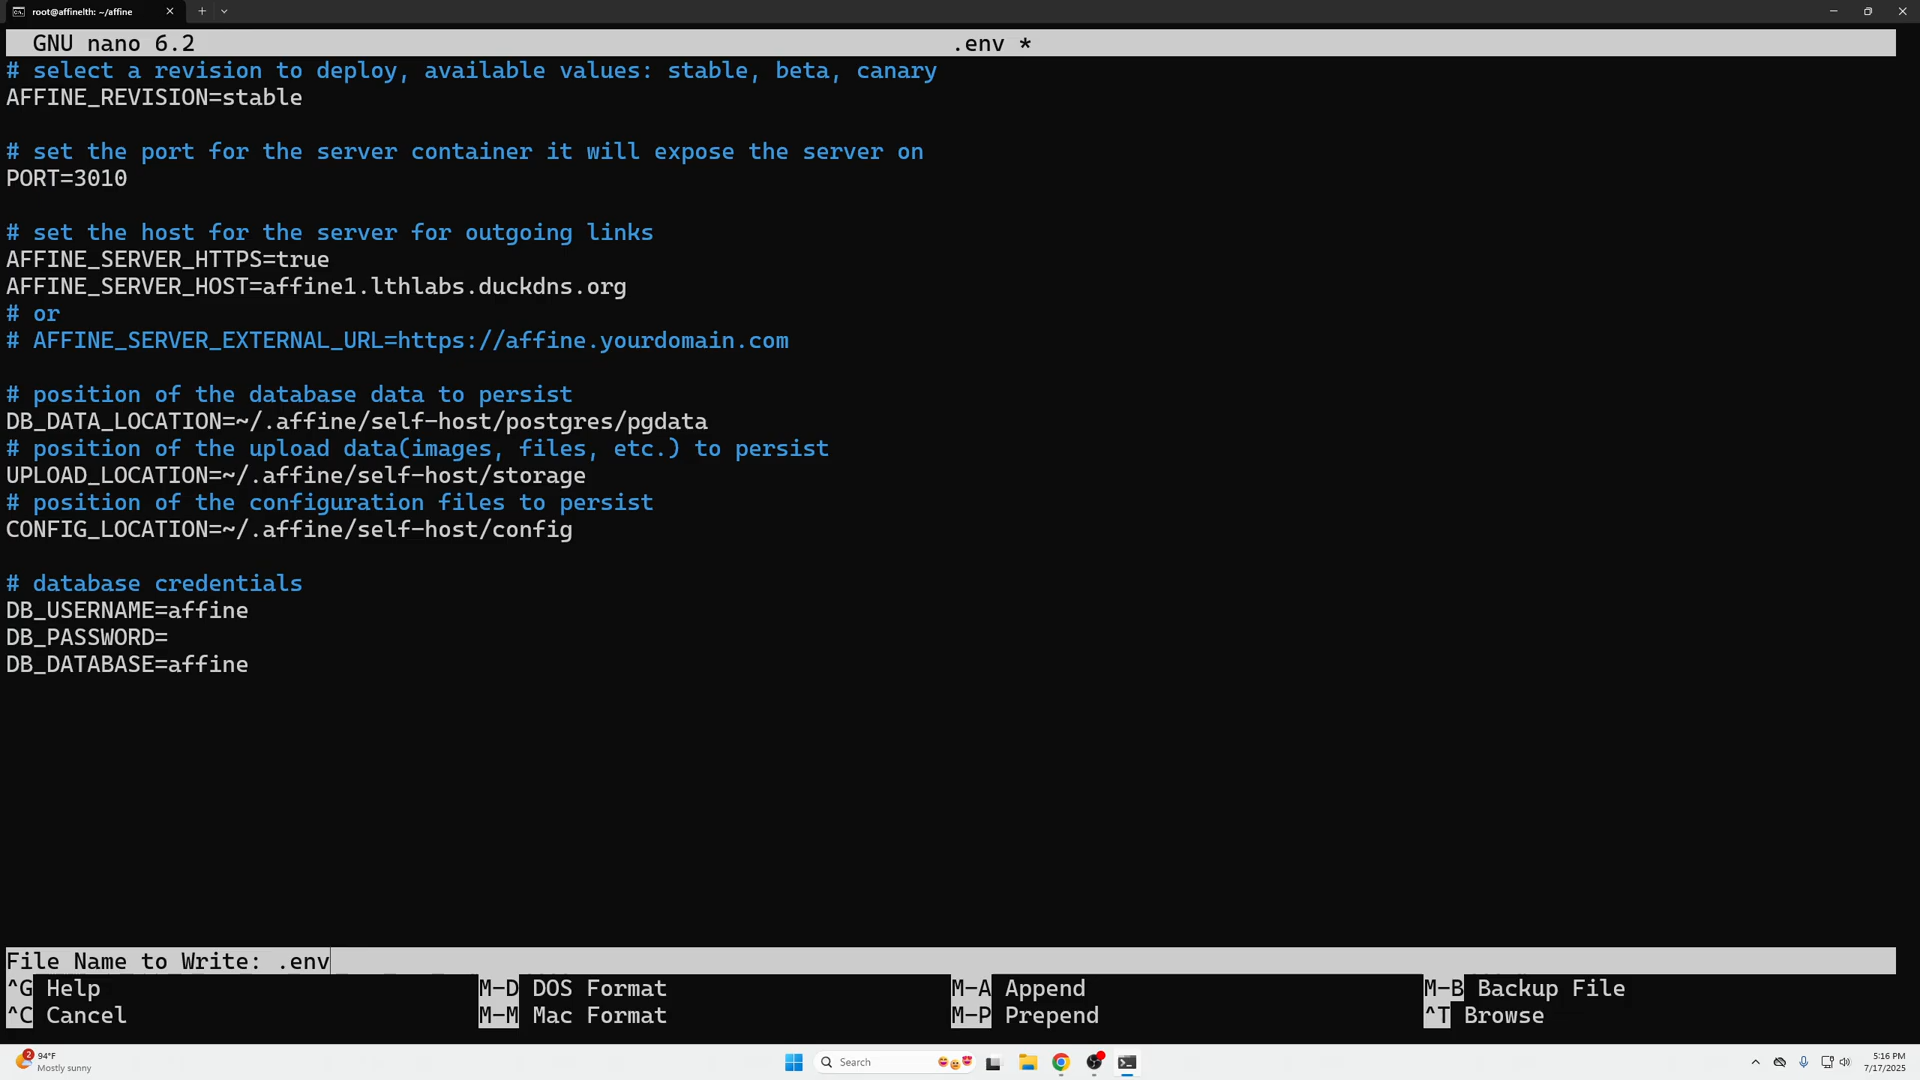 root@affinelth: ~/affine
GNU nano 6.2 .env *
# select a revision to deploy, available values: stable, beta, canary
AFFINE_REVISION=stable
# set the port for the server container it will expose the server on
PORT=3010
# set the host for the server for outgoing links
AFFINE_SERVER_HTTPS=true
AFFINE_SERVER_HOST=affine1.lthlabs.duckdns.org
# or
# AFFINE_SERVER_EXTERNAL_URL=https://affine.yourdomain.com
# position of the database data to persist
DB_DATA_LOCATION=~/.affine/self-host/postgres/pgdata
# position of the upload data(images, files, etc.) to persist
UPLOAD_LOCATION=~/.affine/self-host/storage
# position of the configuration files to persist
CONFIG_LOCATION=~/.affine/self-host/config
# database credentials
DB_USERNAME=affine
DB_PASSWORD=
DB_DATABASE=affine
File Name to Write: .env
^G Help M-D DOS Format M-A Append M-B Backup File
^C Cancel M-M Mac Format M-P Prepend ^T Browse
2
94°F
Mostly sunny
Search
5:16 PM
7/17/2025